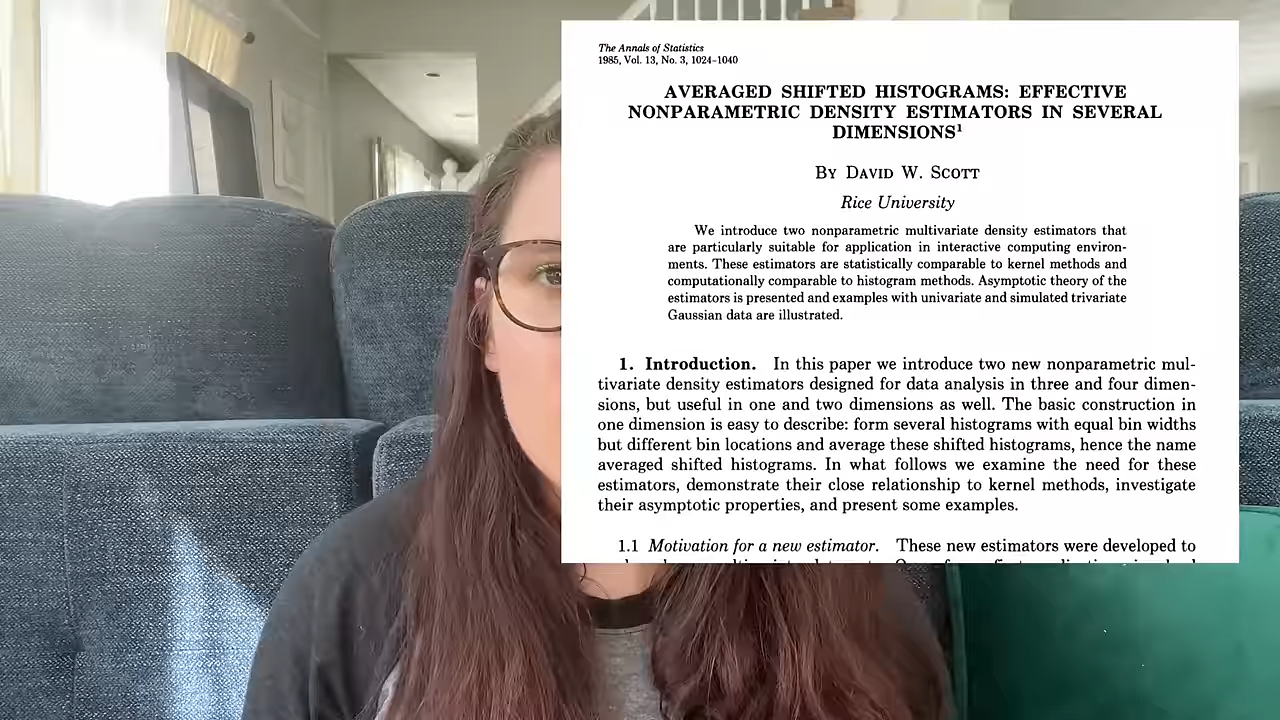 The Annals of Statistics
1985, Vol. 13, No. 3, 1024–1040
AVERAGED SHIFTED HISTOGRAMS: EFFECTIVE
NONPARAMETRIC DENSITY ESTIMATORS IN SEVERAL
DIMENSIONS¹
BY DAVID W. SCOTT
Rice University
We introduce two nonparametric multivariate density estimators that
are particularly suitable for application in interactive computing environ-
ments. These estimators are statistically comparable to kernel methods and
computationally comparable to histogram methods. Asymptotic theory of the
estimators is presented and examples with univariate and simulated trivariate
Gaussian data are illustrated.
1. Introduction. In this paper we introduce two new nonparametric mul-
tivariate density estimators designed for data analysis in three and four dimen-
sions, but useful in one and two dimensions as well. The basic construction in
one dimension is easy to describe: form several histograms with equal bin widths
but different bin locations and average these shifted histograms, hence the name
averaged shifted histograms. In what follows we examine the need for these
estimators, demonstrate their close relationship to kernel methods, investigate
their asymptotic properties, and present some examples.
1.1 Motivation for a new estimator. These new estimators were developed to